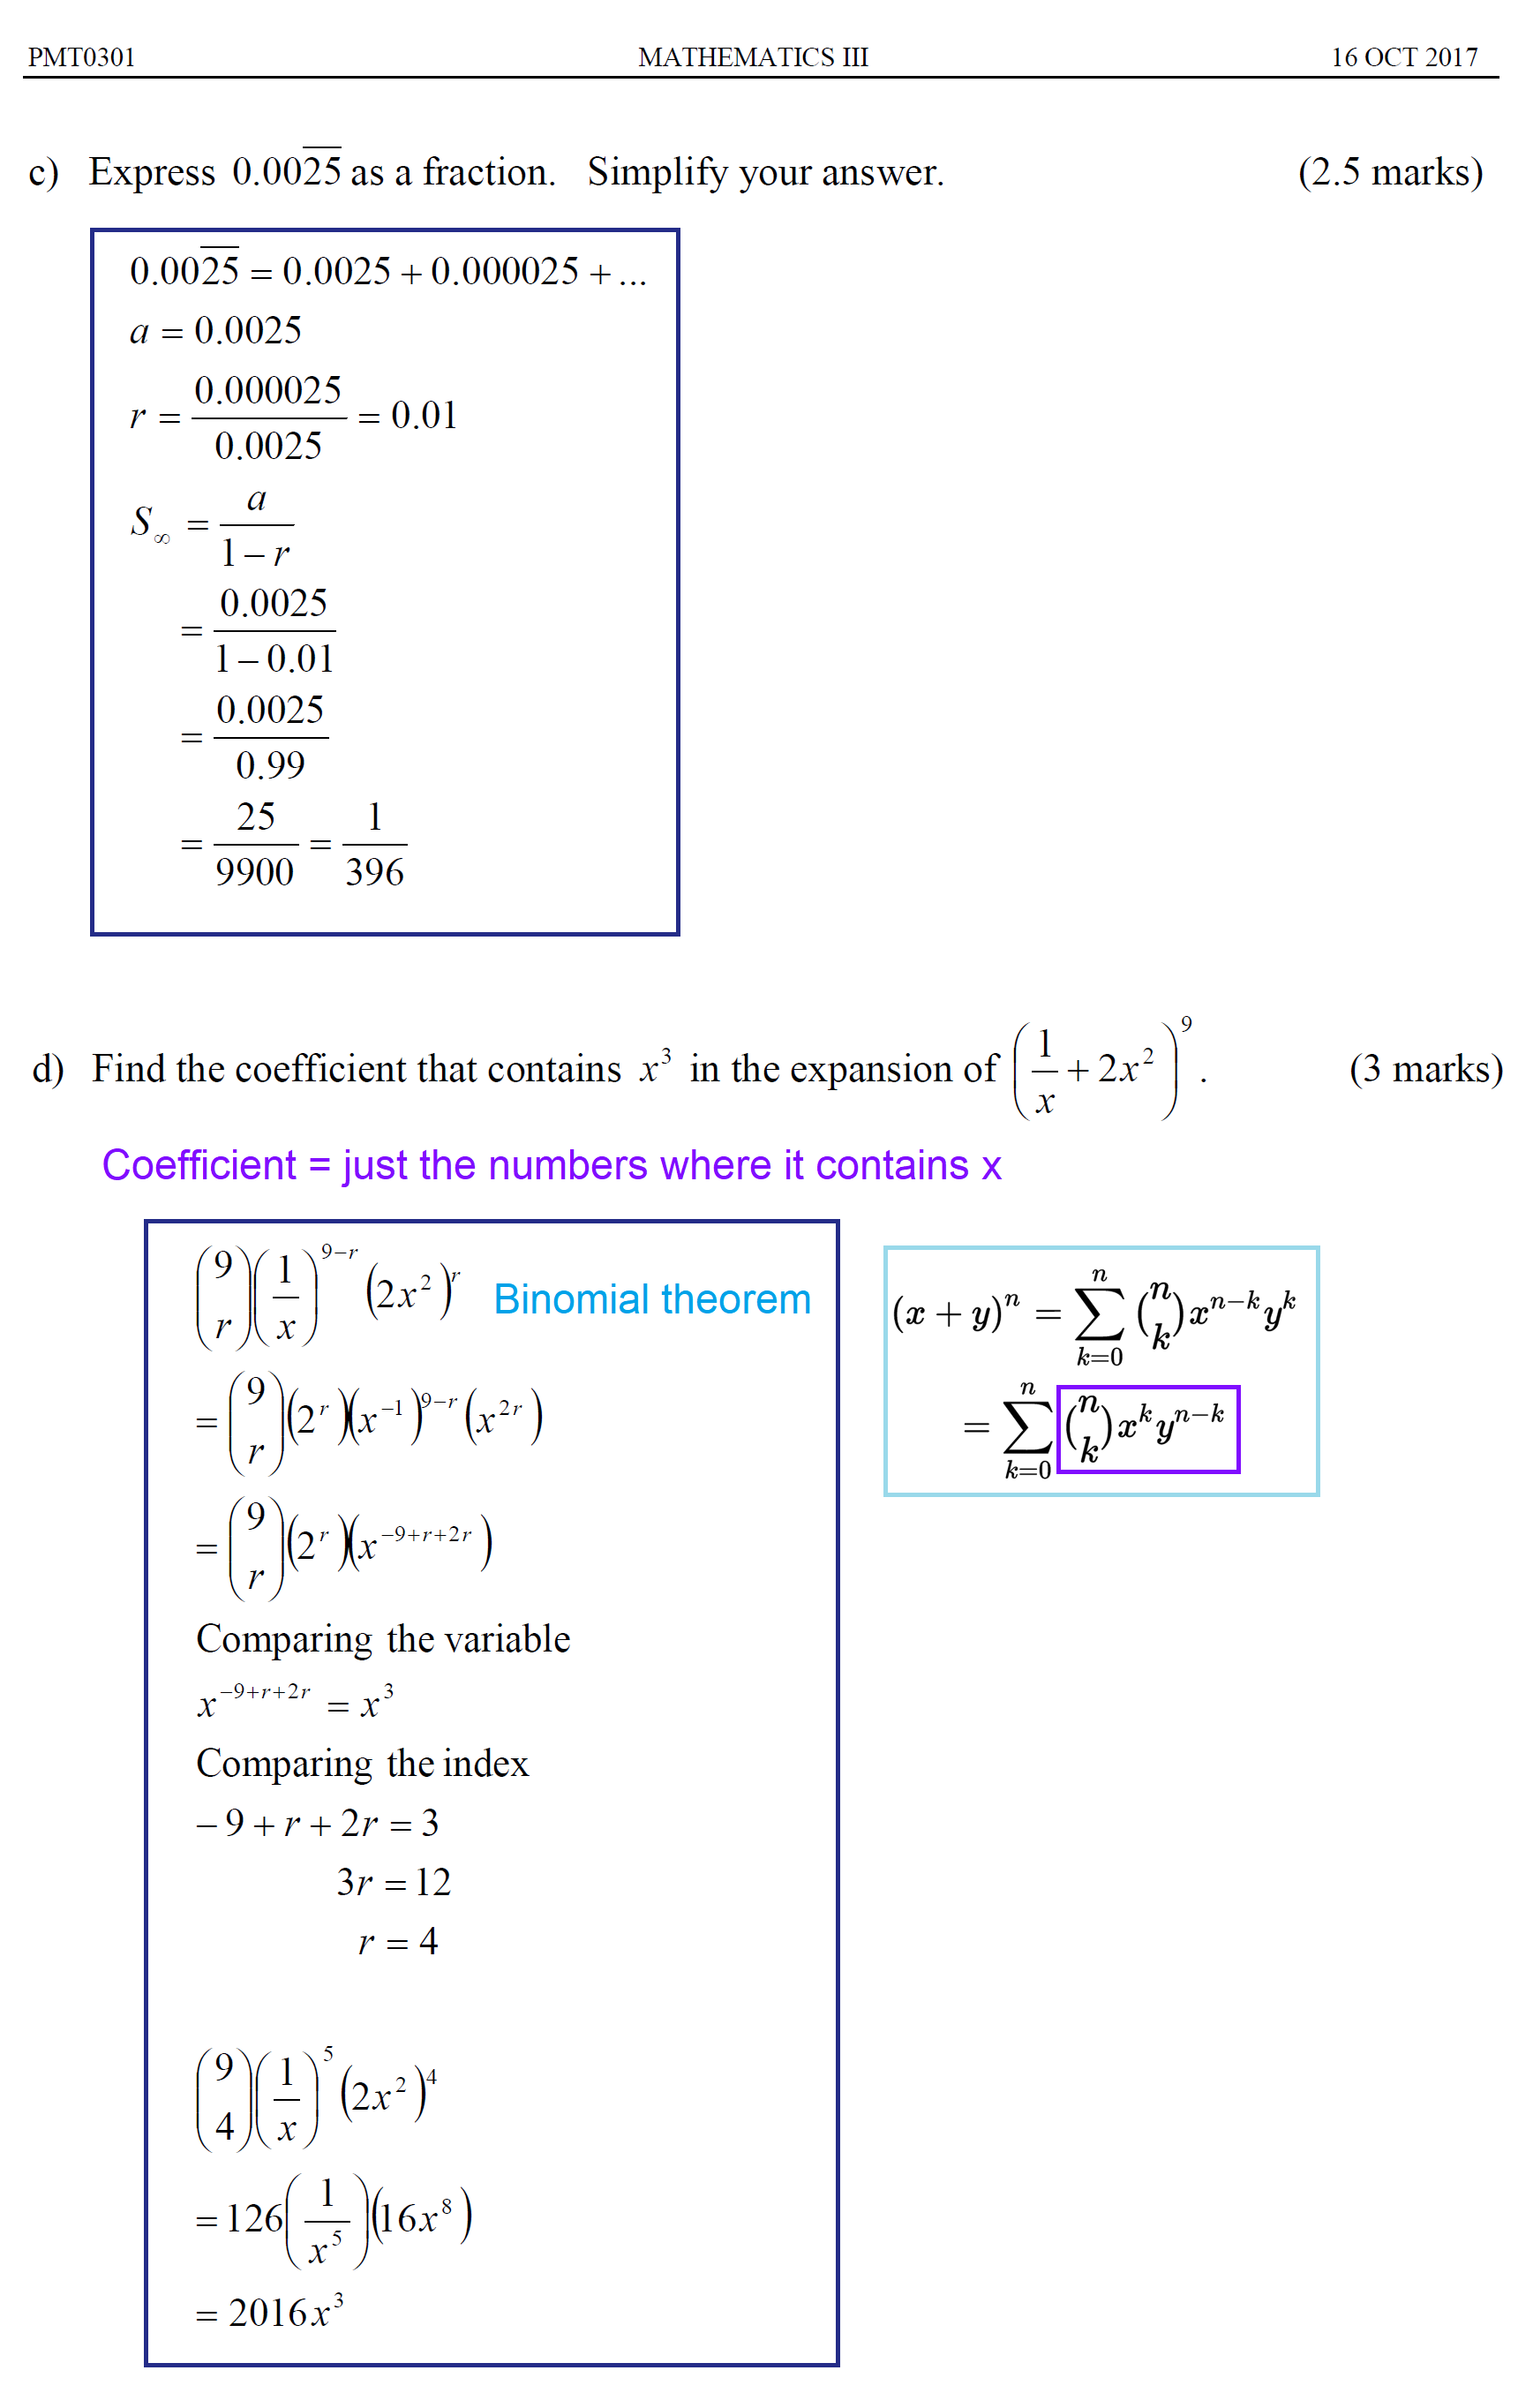 PMT0301 MATHEMATICS III 16 OCT 2017
c) Express 0.00\overline{25} as a fraction. Simplify your answer. (2.5 marks)
0.00\overline{25} = 0.0025 + 0.000025 + ...
a = 0.0025
r = \frac{0.000025}{0.0025} = 0.01
S_∞ = \frac{a}{1 - r}
= \frac{0.0025}{1 - 0.01}
= \frac{0.0025}{0.99}
= \frac{25}{9900} = \frac{1}{396}
d) Find the coefficient that contains x^3 in the expansion of \left(\frac{1}{x} + 2x^2\right)^9. (3 marks)
Coefficient = just the numbers where it contains x
\binom{9}{r}\left(\frac{1}{x}\right)^{9-r}(2x^2)^r Binomial theorem
= \binom{9}{r}(2^r)(x^{-1})^{9-r}(x^{2r})
= \binom{9}{r}(2^r)(x^{-9+r+2r})
Comparing the variable
x^{-9+r+2r} = x^3
Comparing the index
-9 + r + 2r = 3
3r = 12
r = 4
\binom{9}{4}\left(\frac{1}{x}\right)^5(2x^2)^4
= 126\left(\frac{1}{x^5}\right)(16x^8)
= 2016x^3
(x + y)^n = \sum_{k=0}^{n}\binom{n}{k}x^{n-k}y^k
= \sum_{k=0}^{n}\binom{n}{k}x^k y^{n-k}